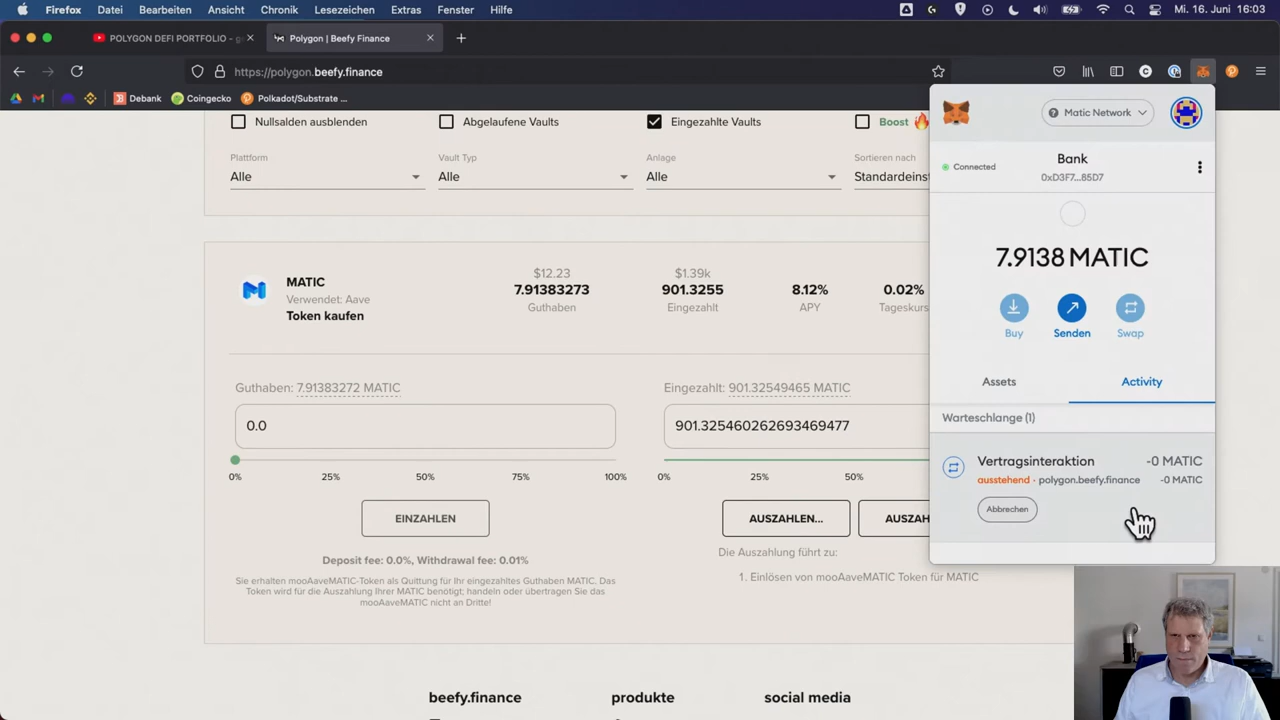 Firefox Datei Bearbeiten Ansicht Chronik Lesezeichen Extras Fenster Hilfe Mi. 16. Juni 16:03
POLYGON DEFI PORTFOLIO - Polygon | Beefy Finance
https://polygon.beefy.finance
Debank Coingecko Polkadot/Substrate ...
Nullsalden ausblenden Abgelaufene Vaults Eingezahlte Vaults Boost
Plattform Vault Typ Anlage Sortieren nach
Alle Alle Alle Standardeinst
MATIC
Verwendet: Aave
Token kaufen
$12.23 $1.39k
7.91383273 901.3255 8.12% 0.02%
Guthaben Eingezahlt APY Tageskurs
Guthaben: 7.91383272 MATIC
0.0
0% 25% 50% 75% 100%
EINZAHLEN
Deposit fee: 0.0%, Withdrawal fee: 0.01%
Sie erhalten mooAaveMATIC-Token als Quittung für Ihr eingezahltes Guthaben MATIC. Das
Token wird für die Auszahlung Ihrer MATIC benötigt; handeln oder übertragen Sie das
mooAaveMATIC nicht an Dritte!
Eingezahlt: 901.32549465 MATIC
901.325460262693469477
0% 25% 50%
AUSZAHLEN... AUSZAH
Die Auszahlung führt zu:
1. Einlösen von mooAaveMATIC Token für MATIC
beefy.finance produkte social media
Matic Network
Connected
Bank
0xD3F7...85D7
7.9138 MATIC
Buy Senden Swap
Assets Activity
Warteschlange (1)
Vertragsinteraktion -0 MATIC
ausstehend · polygon.beefy.finance -0 MATIC
Abbrechen